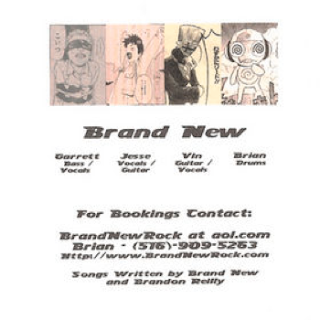 Brand New
Garrett Jesse Vin Brian
Bass / Vocals / Guitar / Drums
Vocals Guitar Vocals
For Bookings Contact:
BrandNewRock at aol.com
Brian - (516)-909-5263
Http://www.BrandNewRock.com
Songs Written by Brand New
and Brandon Reilly